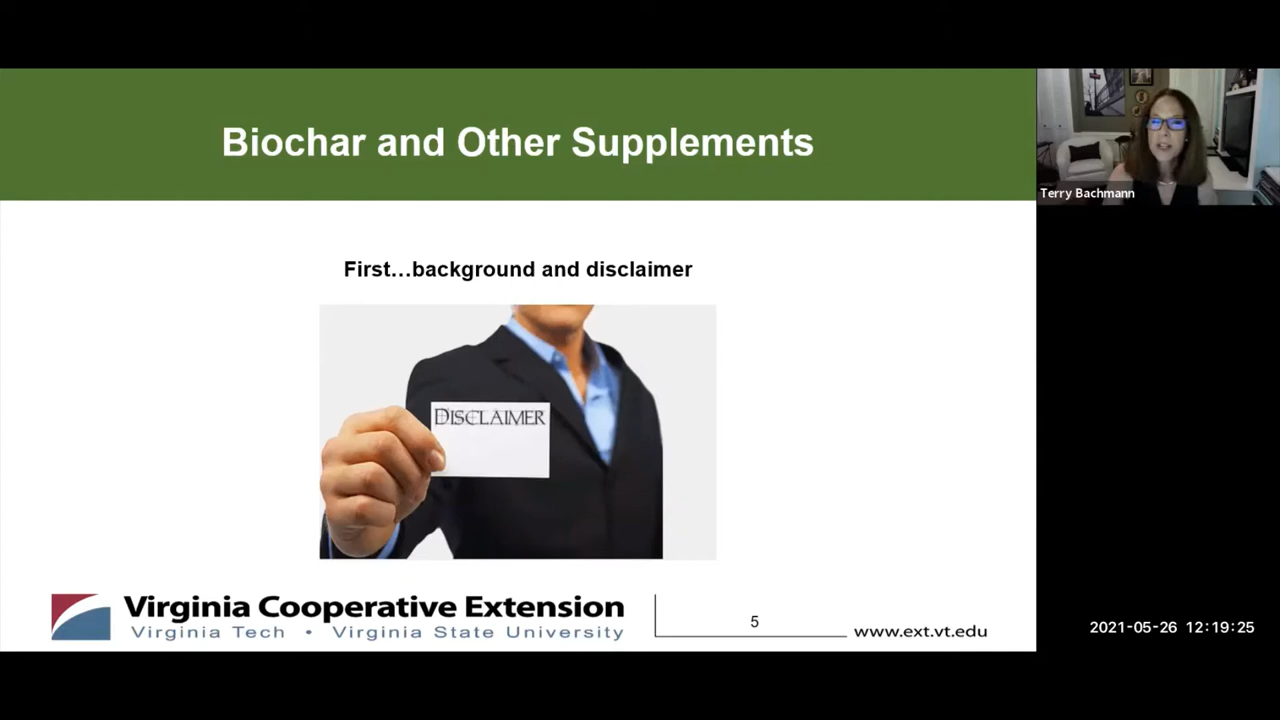 Biochar and Other Supplements
Terry Bachmann
First...background and disclaimer
DISCLAIMER
Virginia Cooperative Extension
Virginia Tech • Virginia State University
5
www.ext.vt.edu
2021-05-26 12:19:25